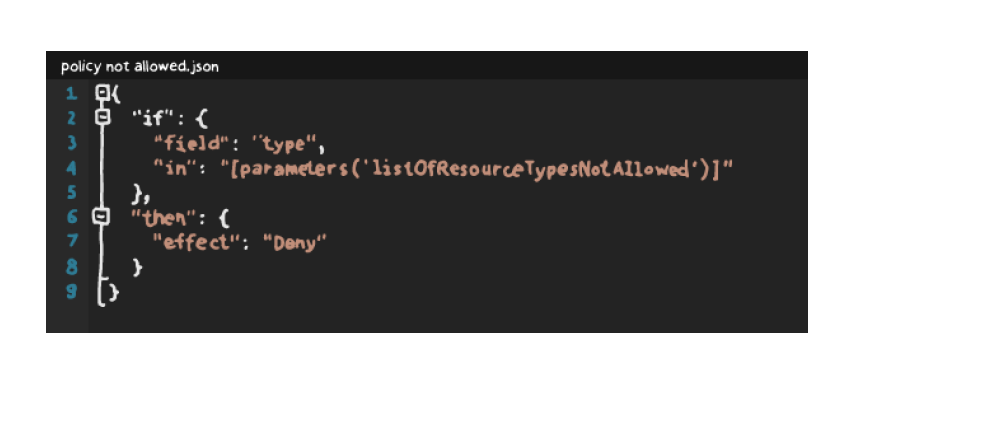 policy not allowed.json
1 {
2 "if": {
3 "field": "type",
4 "in": "[parameters('listOfResourceTypesNotAllowed')]"
5 },
6 "then": {
7 "effect": "Deny"
8 }
9 }